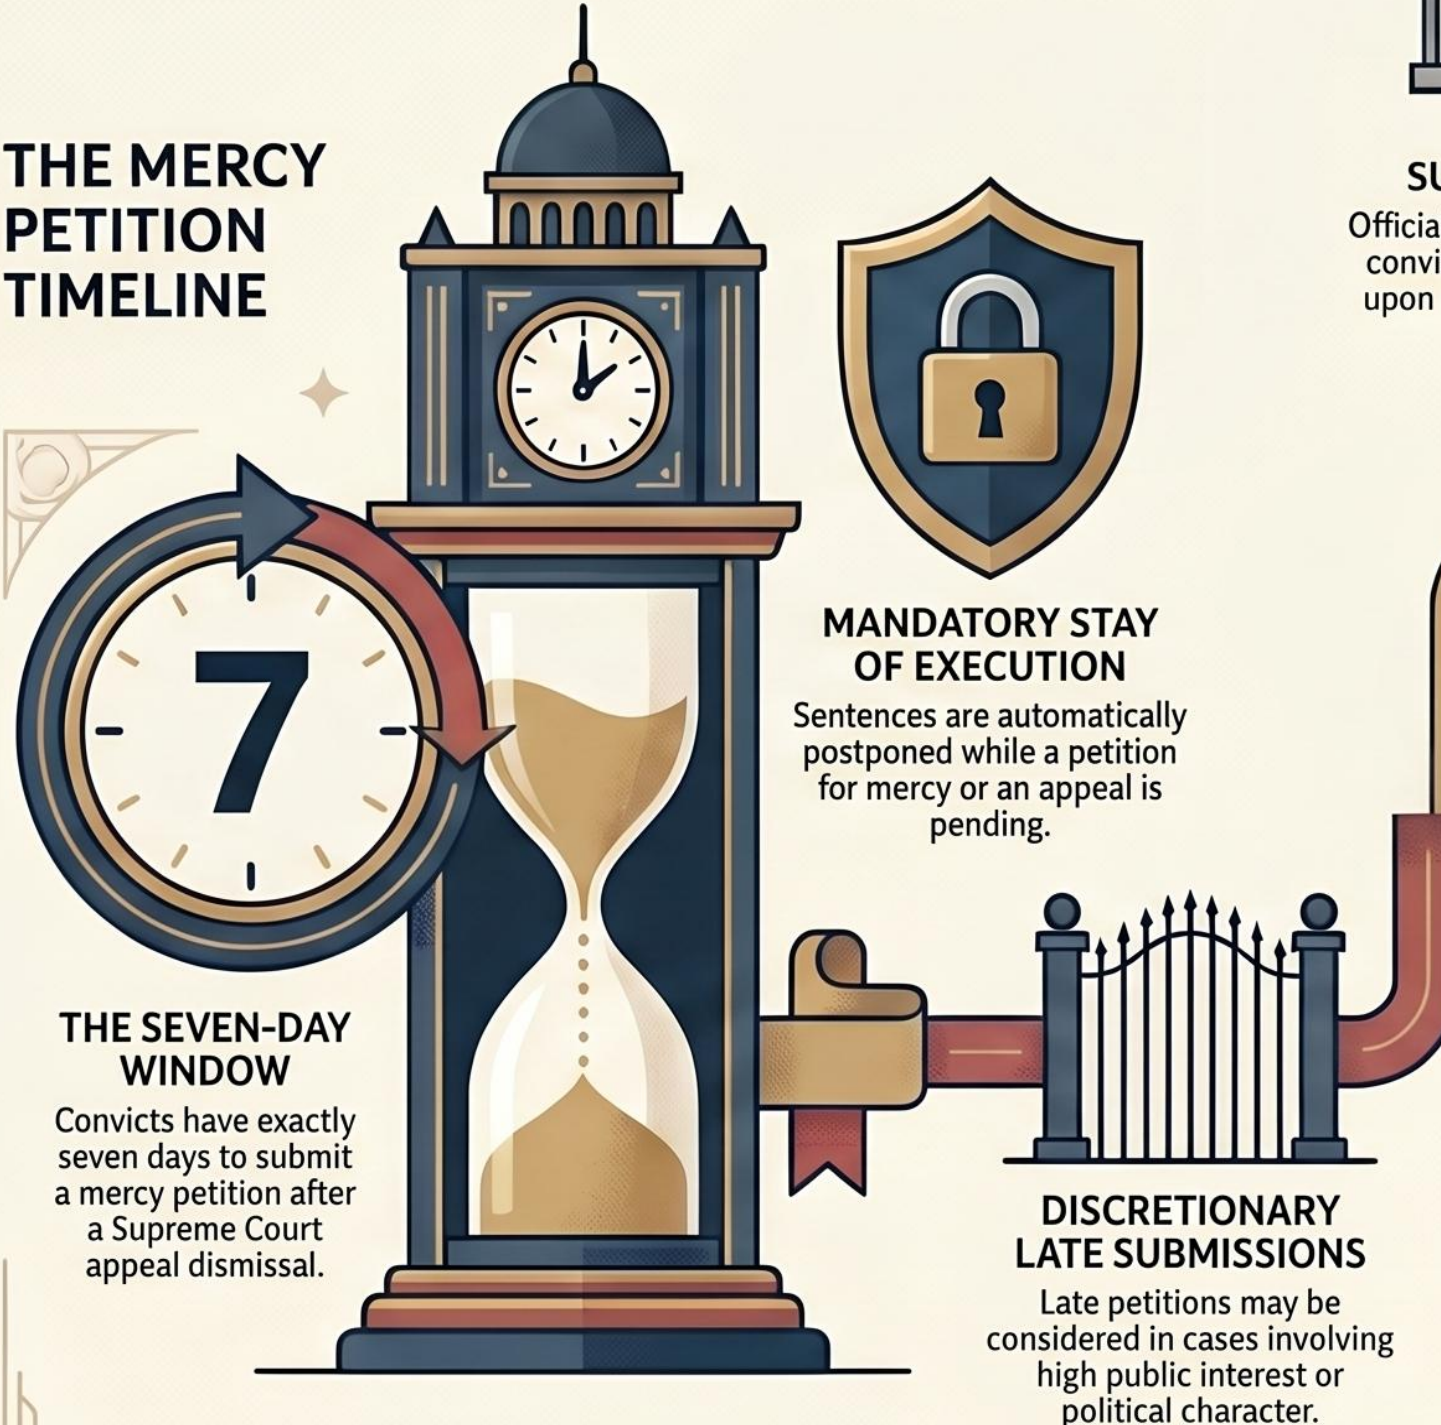 THE MERCY
PETITION
TIMELINE
7
THE SEVEN-DAY
WINDOW
Convicts have exactly
seven days to submit
a mercy petition after
a Supreme Court
appeal dismissal.
MANDATORY STAY
OF EXECUTION
Sentences are automatically
postponed while a petition
for mercy or an appeal is
pending.
DISCRETIONARY
LATE SUBMISSIONS
Late petitions may be
considered in cases involving
high public interest or
political character.
upon